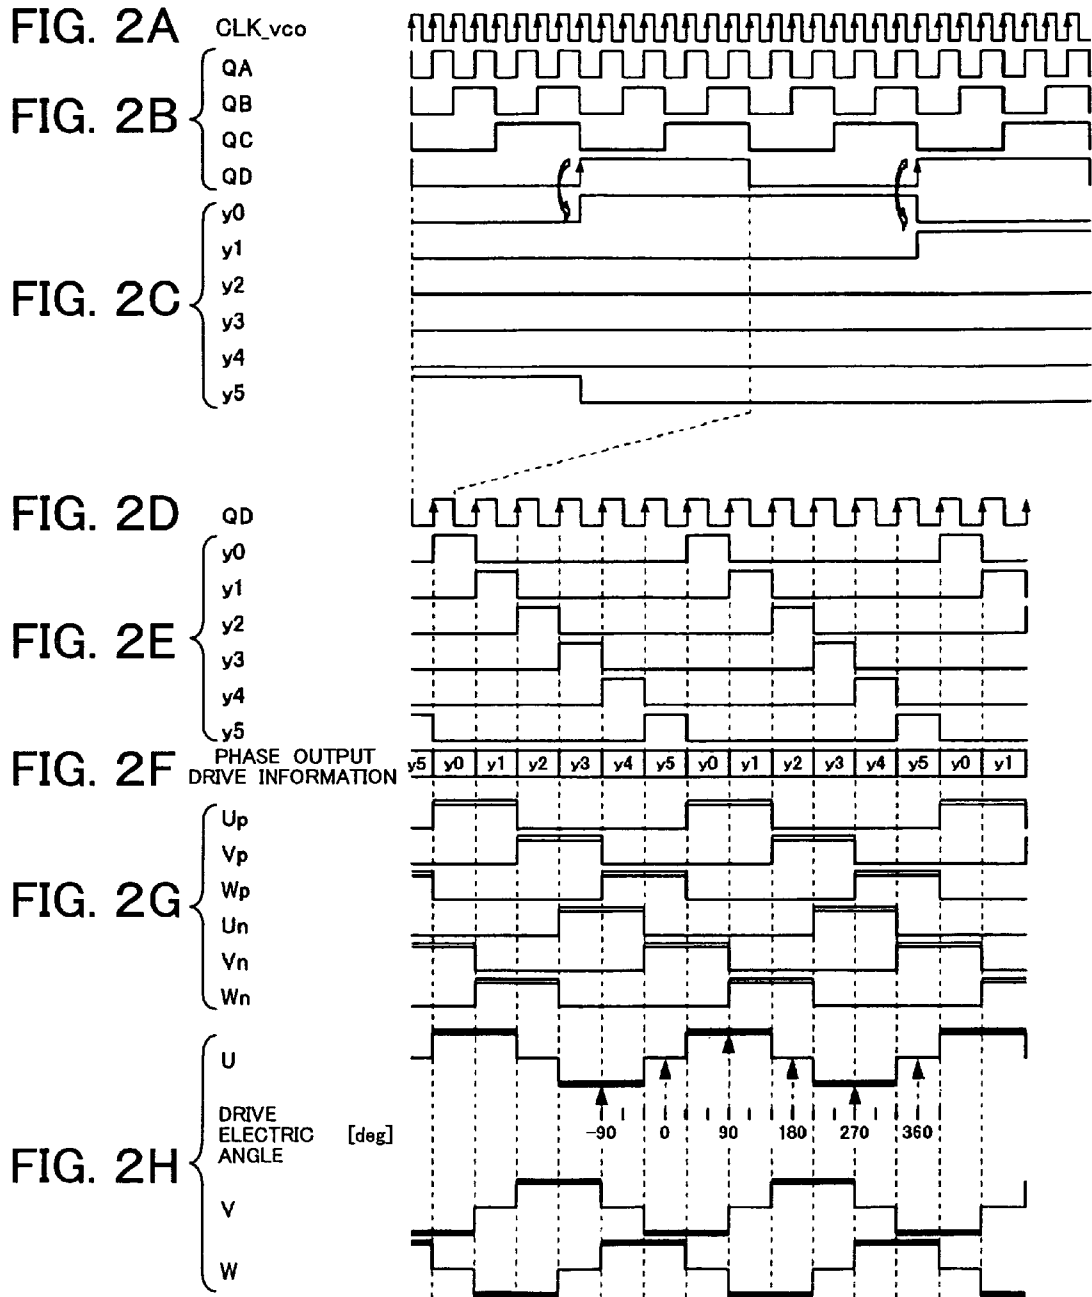 FIG. 2A CLK_vco
QA
FIG. 2B QB
QC
QD
y0
y1
FIG. 2C y2
y3
y4
y5
FIG. 2D QD
y0
y1
FIG. 2E y2
y3
y4
y5
FIG. 2F PHASE OUTPUT
DRIVE INFORMATION y5 y0 y1 y2 y3 y4 y5 y0 y1 y2 y3 y4 y5 y0 y1
Up
Vp
FIG. 2G Wp
Un
Vn
Wn
U
DRIVE
ELECTRIC [deg] -90 0 90 180 270 360
ANGLE
FIG. 2H
V
W